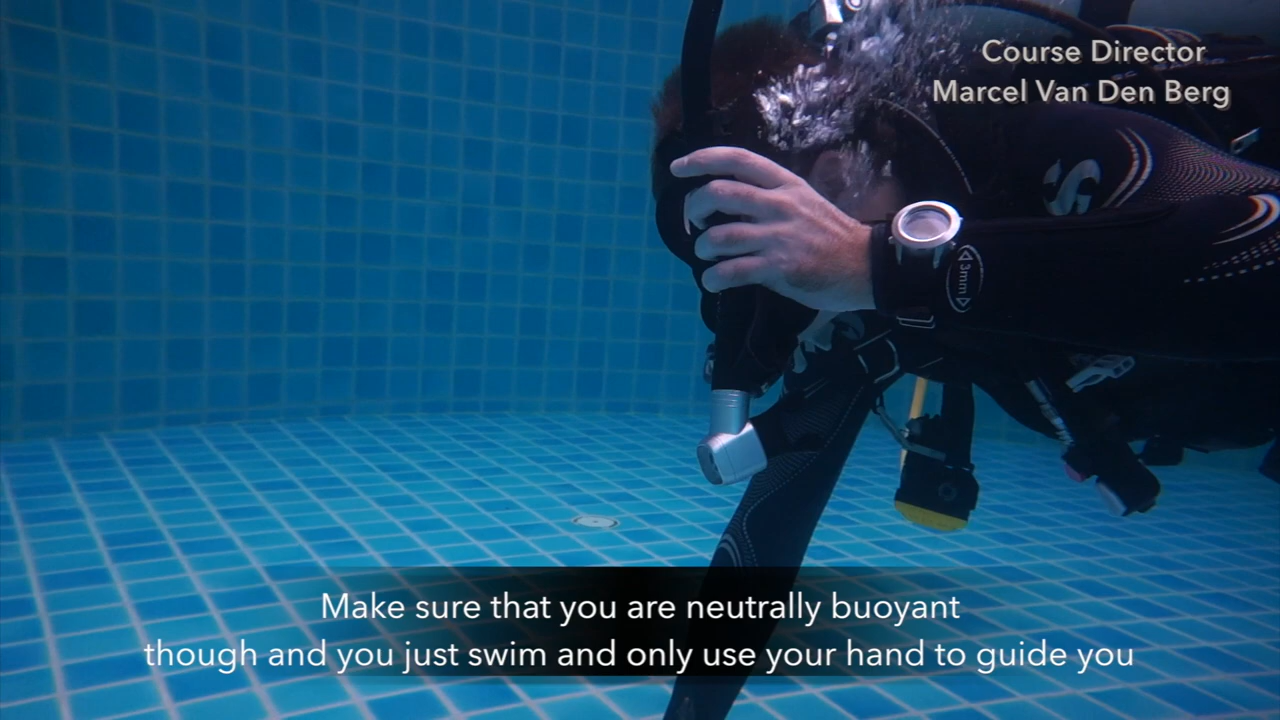 Course Director
Marcel Van Den Berg
3mm
Make sure that you are neutrally buoyant
though and you just swim and only use your hand to guide you